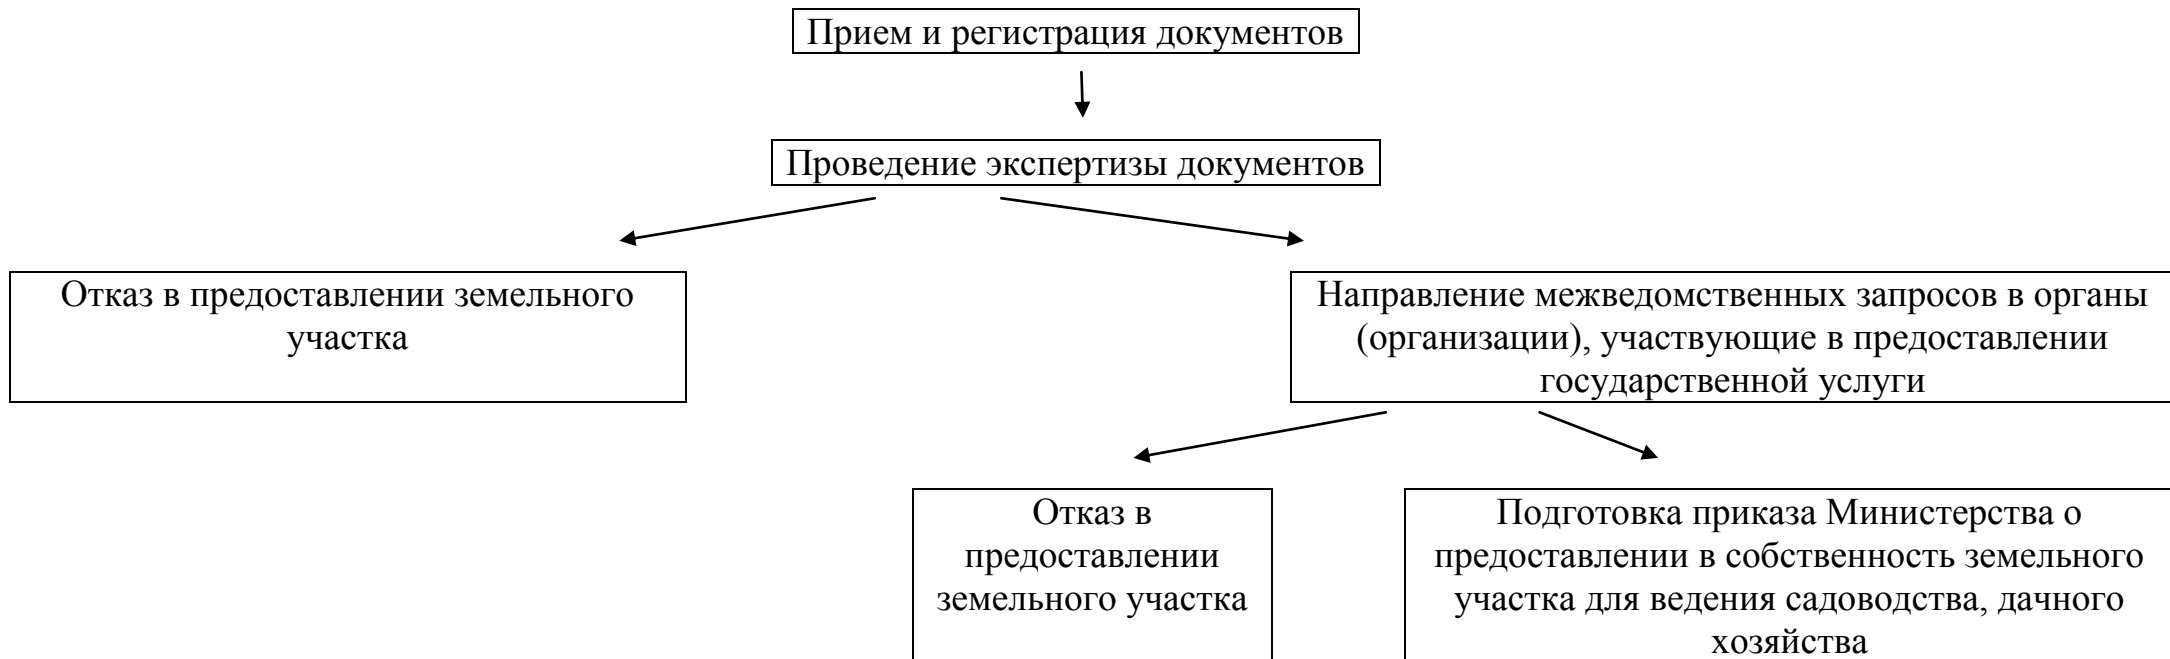 Прием и регистрация документов
Проведение экспертизы документов
Отказ в предоставлении земельного
участка
Направление межведомственных запросов в органы
(организации), участвующие в предоставлении
государственной услуги
Отказ в
предоставлении
земельного участка
Подготовка приказа Министерства о
предоставлении в собственность земельного
участка для ведения садоводства, дачного
хозяйства